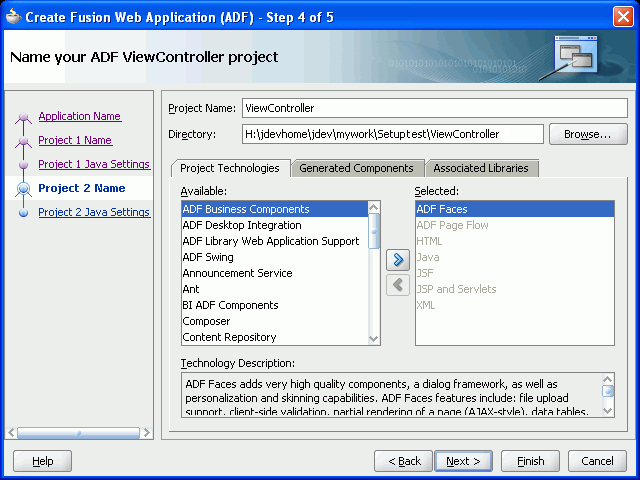 Create Fusion Web Application (ADF) - Step 4 of 5
Name your ADF ViewController project
Application Name
Project 1 Name
Project 1 Java Settings
Project 2 Name
Project 2 Java Settings
Project Name: ViewController
Directory: H:\jdevhome\jdev\mywork\Setuptest\ViewController Browse...
Project Technologies Generated Components Associated Libraries
Available:
ADF Business Components
ADF Desktop Integration
ADF Library Web Application Support
ADF Swing
Announcement Service
Ant
BI ADF Components
Composer
Content Repository
Selected:
ADF Faces
ADF Page Flow
HTML
Java
JSF
JSP and Servlets
XML
Technology Description:
ADF Faces adds very high quality components, a dialog framework, as well as
personalization and skinning capabilities. ADF Faces features include: file upload
support, client-side validation, partial rendering of a page (AJAX-style), data tables,
Help < Back Next > Finish Cancel